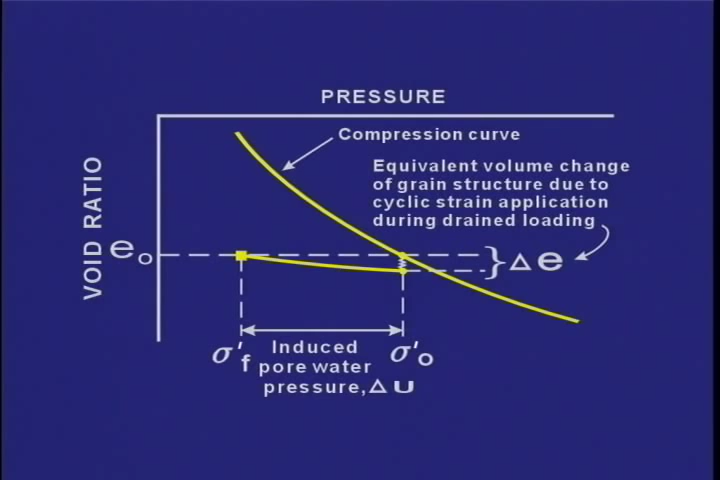 PRESSURE
Compression curve
Equivalent volume change
of grain structure due to
cyclic strain application
during drained loading
VOID RATIO
eo
} Δe
σ'f
Induced
pore water
pressure, Δu
σ'o